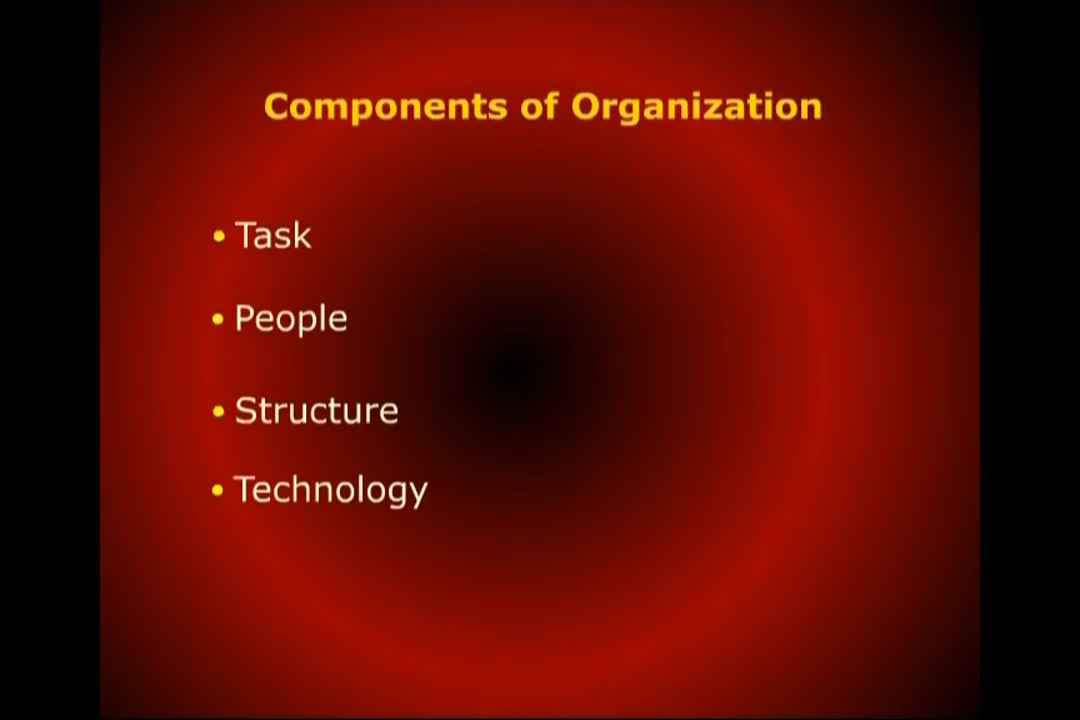 Components of Organization
• Task
• People
• Structure
• Technology